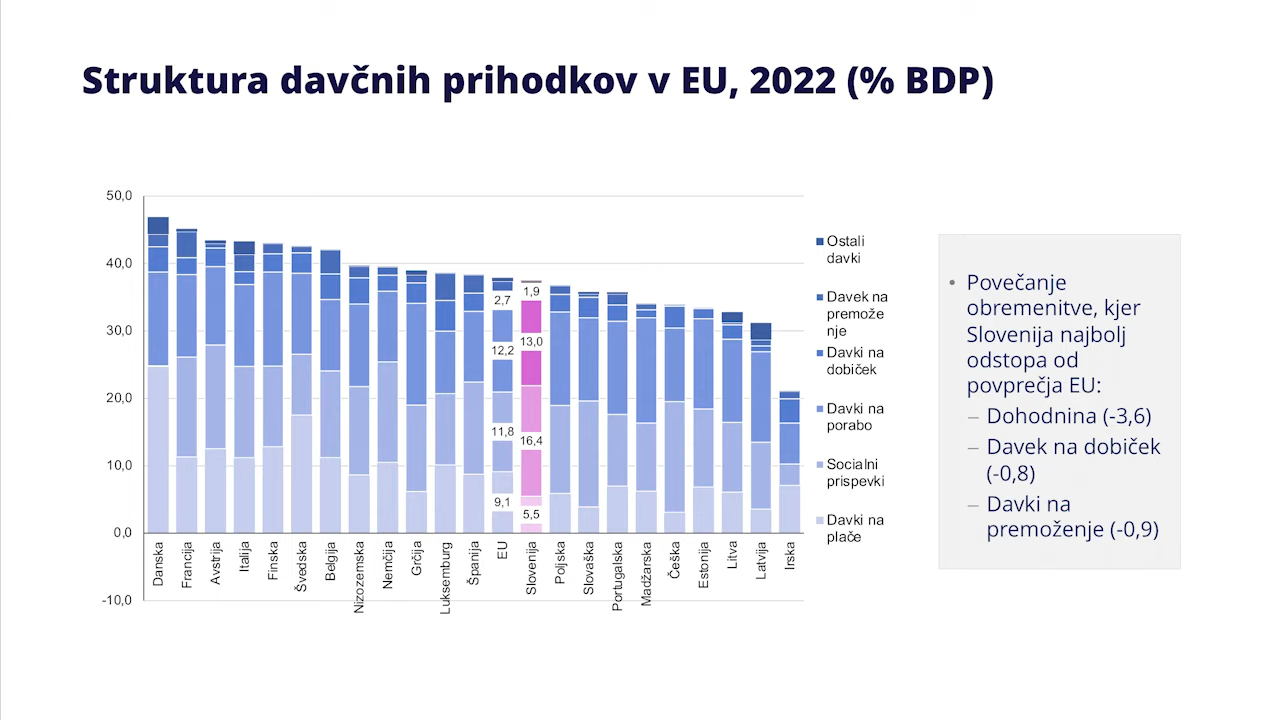 Struktura davčnih prihodkov v EU, 2022 (% BDP)
50,0
40,0
30,0
20,0
10,0
0,0
-10,0
2,7
12,2
11,8
9,1
1,9
13,0
16,4
5,5
Danska
Francija
Avstrija
Italija
Finska
Švedska
Belgija
Nizozemska
Nemčija
Grčija
Luksemburg
Španija
EU
Slovenija
Poljska
Slovaška
Portugalska
Madžarska
Češka
Estonija
Litva
Latvija
Irska
Ostali
davki
Davek na
premože
nje
Davki na
dobiček
Davki na
porabo
Socialni
prispevki
Davki na
plače
• Povečanje
obremenitve, kjer
Slovenija najbolj
odstopa od
povprečja EU:
– Dohodnina (-3,6)
– Davek na dobiček
(-0,8)
– Davki na
premoženje (-0,9)